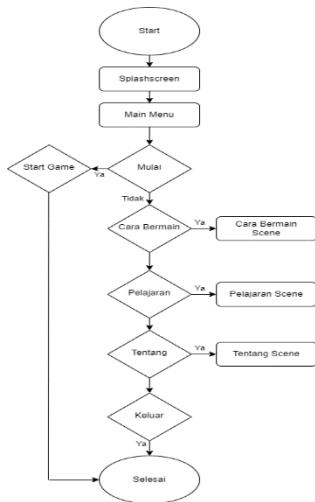 Start
Splashscreen
Main Menu
Start Game
Ya
Mulai
Tidak
Cara Bermain
Ya
Cara Bermain
Scene
Pelajaran
Ya
Pelajaran Scene
Tentang
Ya
Tentang Scene
Keluar
Ya
Selesai